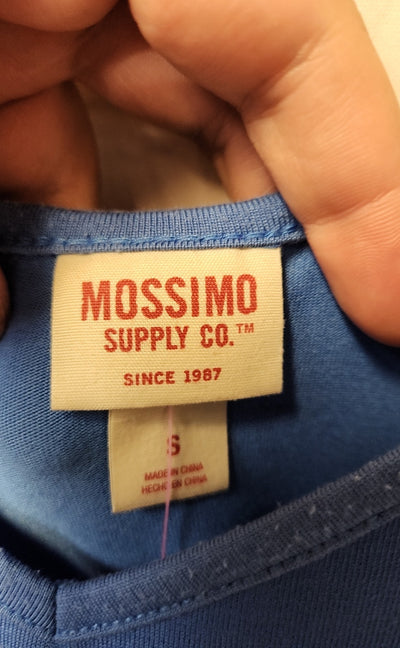 MOSSIMO
SUPPLY CO.™
SINCE 1987
S
MADE IN CHINA
HECHO EN CHINA